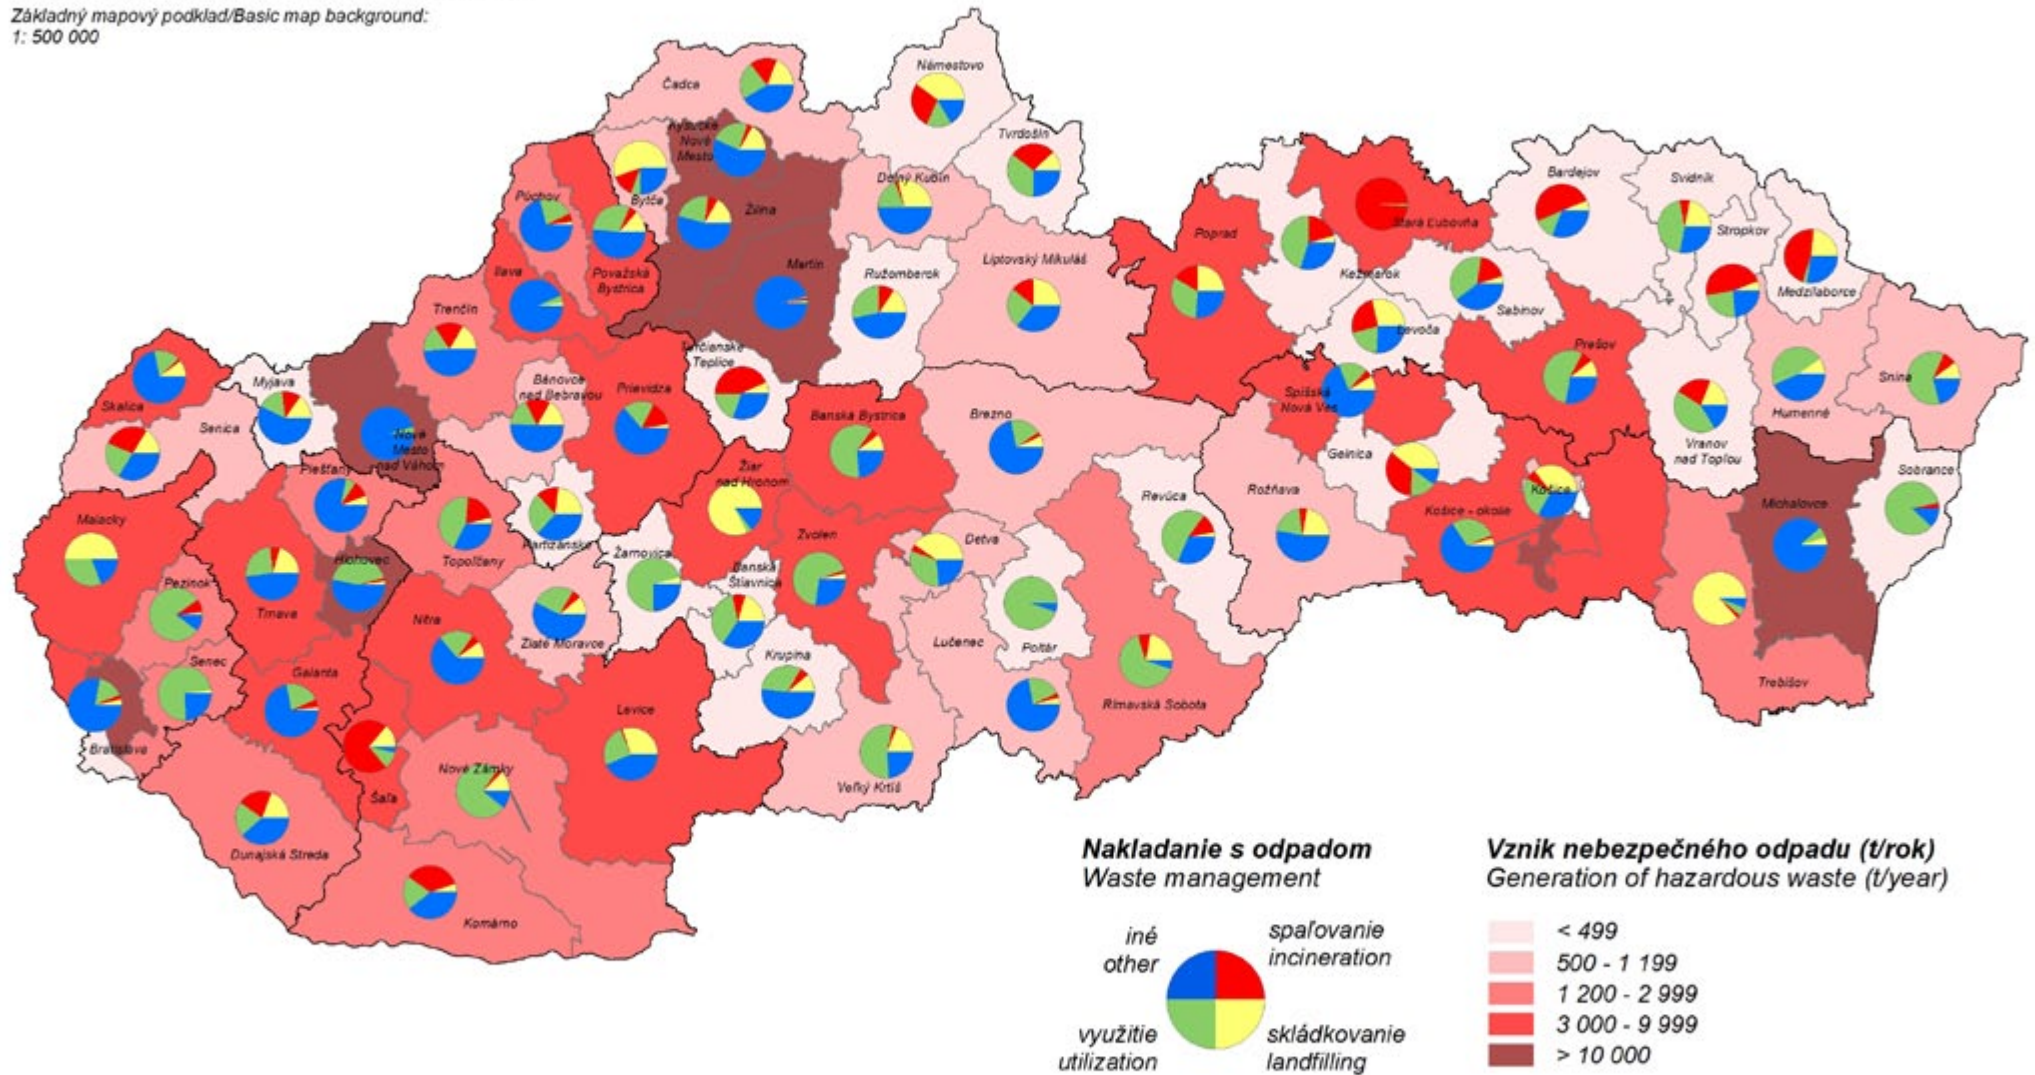 Základný mapový podklad/Basic map background:
1: 500 000
Námestovo
Čadca
Tvrdošín
Kysucké
Nové
Mesto
Bardejov
Svidník
Dolný Kubín
Púchov
Bytča
Žilina
Stará Ľubovňa
Stropkov
Poprad
Ilava
Považská
Bystrica
Martin
Ružomberok
Liptovský Mikuláš
Kežmarok
Medzilaborce
Trenčín
Sabinov
Levoča
Turčianske
Teplice
Prešov
Myjava
Bánovce
nad Bebravou
Prievidza
Snina
Skalica
Spišská
Nová Ves
Banská Bystrica
Brezno
Humenné
Senica
Nové
Mesto
nad Váhom
Vranov
nad Topľou
Gelnica
Piešťany
Žiar
nad Hronom
Sobrance
Košice
Rožňava
Revúca
Michalovce
Malacky
Košice - okolie
Zvolen
Partizánske
Detva
Hlohovec
Topoľčany
Žarnovica
Banská
Štiavnica
Pezinok
Trnava
Nitra
Zlaté Moravce
Lučenec
Poltár
Krupina
Senec
Galanta
Trebišov
Rimavská Sobota
Levice
Bratislava
Nové Zámky
Veľký Krtíš
Šaľa
Dunajská Streda
Komárno
Nakladanie s odpadom
Waste management
iné
other
spaľovanie
incineration
využitie
utilization
skládkovanie
landfilling
Vznik nebezpečného odpadu (t/rok)
Generation of hazardous waste (t/year)
< 499
500 - 1 199
1 200 - 2 999
3 000 - 9 999
> 10 000